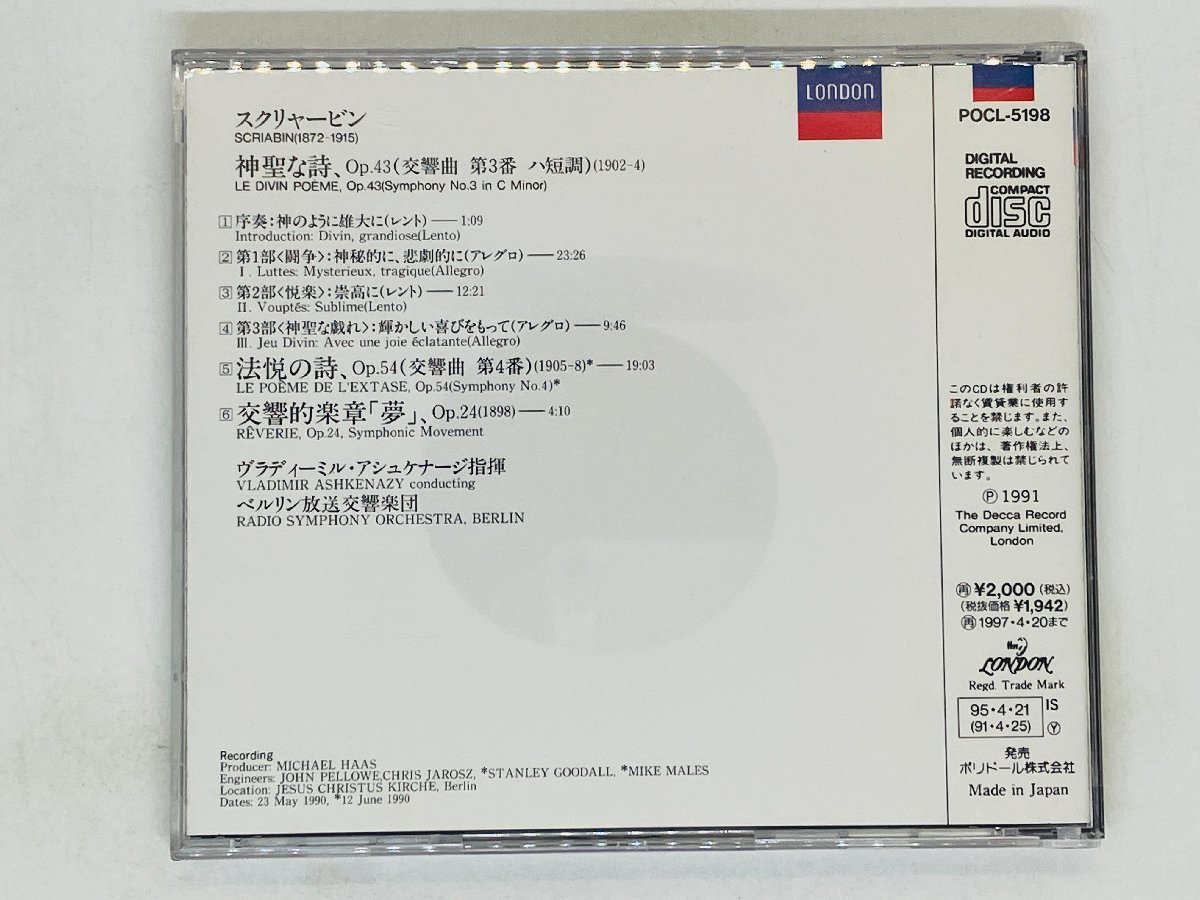 スクリャービン
SCRIABIN(1872-1915)
神聖な詩、Op.43(交響曲 第3番 ハ短調)(1902-4)
LE DIVIN POÈME, Op.43(Symphony No.3 in C Minor)
1 序奏:神のように雄大に(レント)——1:09
Introduction: Divin, grandiose(Lento)
2 第1部〈闘争〉:神秘的に、悲劇的に(アレグロ)——23:26
I. Luttes: Mysterieux, tragique(Allegro)
3 第2部〈悦楽〉:崇高に(レント)——12:21
II. Vouptés: Sublime(Lento)
4 第3部〈神聖な戯れ〉:輝かしい喜びをもって(アレグロ)——9:46
III. Jeu Divin: Avec une joie éclatante(Allegro)
5 法悦の詩、Op.54(交響曲 第4番)(1905-8)*——19:03
LE POÈME DE L'EXTASE, Op.54(Symphony No.4)*
6 交響的楽章「夢」、Op.24(1898)——4:10
RÊVERIE, Op.24, Symphonic Movement
ヴラディーミル・アシュケナージ指揮
VLADIMIR ASHKENAZY conducting
ベルリン放送交響楽団
RADIO SYMPHONY ORCHESTRA, BERLIN
Recording
Producer: MICHAEL HAAS
Engineers: JOHN PELLOWE,CHRIS JAROSZ, *STANLEY GOODALL, *MIKE MALES
Location: JESUS CHRISTUS KIRCHE, Berlin
Dates: 23 May 1990, *12 June 1990
LONDON
POCL-5198
DIGITAL
RECORDING
COMPACT
disc
DIGITAL AUDIO
このCDは権利者の許
諾なく賃貸業に使用す
ることを禁じます。また、
個人的に楽しむなどの
ほかは、著作権法上、
無断複製は禁じられて
います。
Ⓟ1991
The Decca Record
Company Limited,
London
再 ¥2,000(税込)
(税抜価格 ¥1,942)
再 1997・4・20まで
LONDON
Regd. Trade Mark
95・4・21 IS
(91・4・25) Ⓨ
発売
ポリドール株式会社
Made in Japan